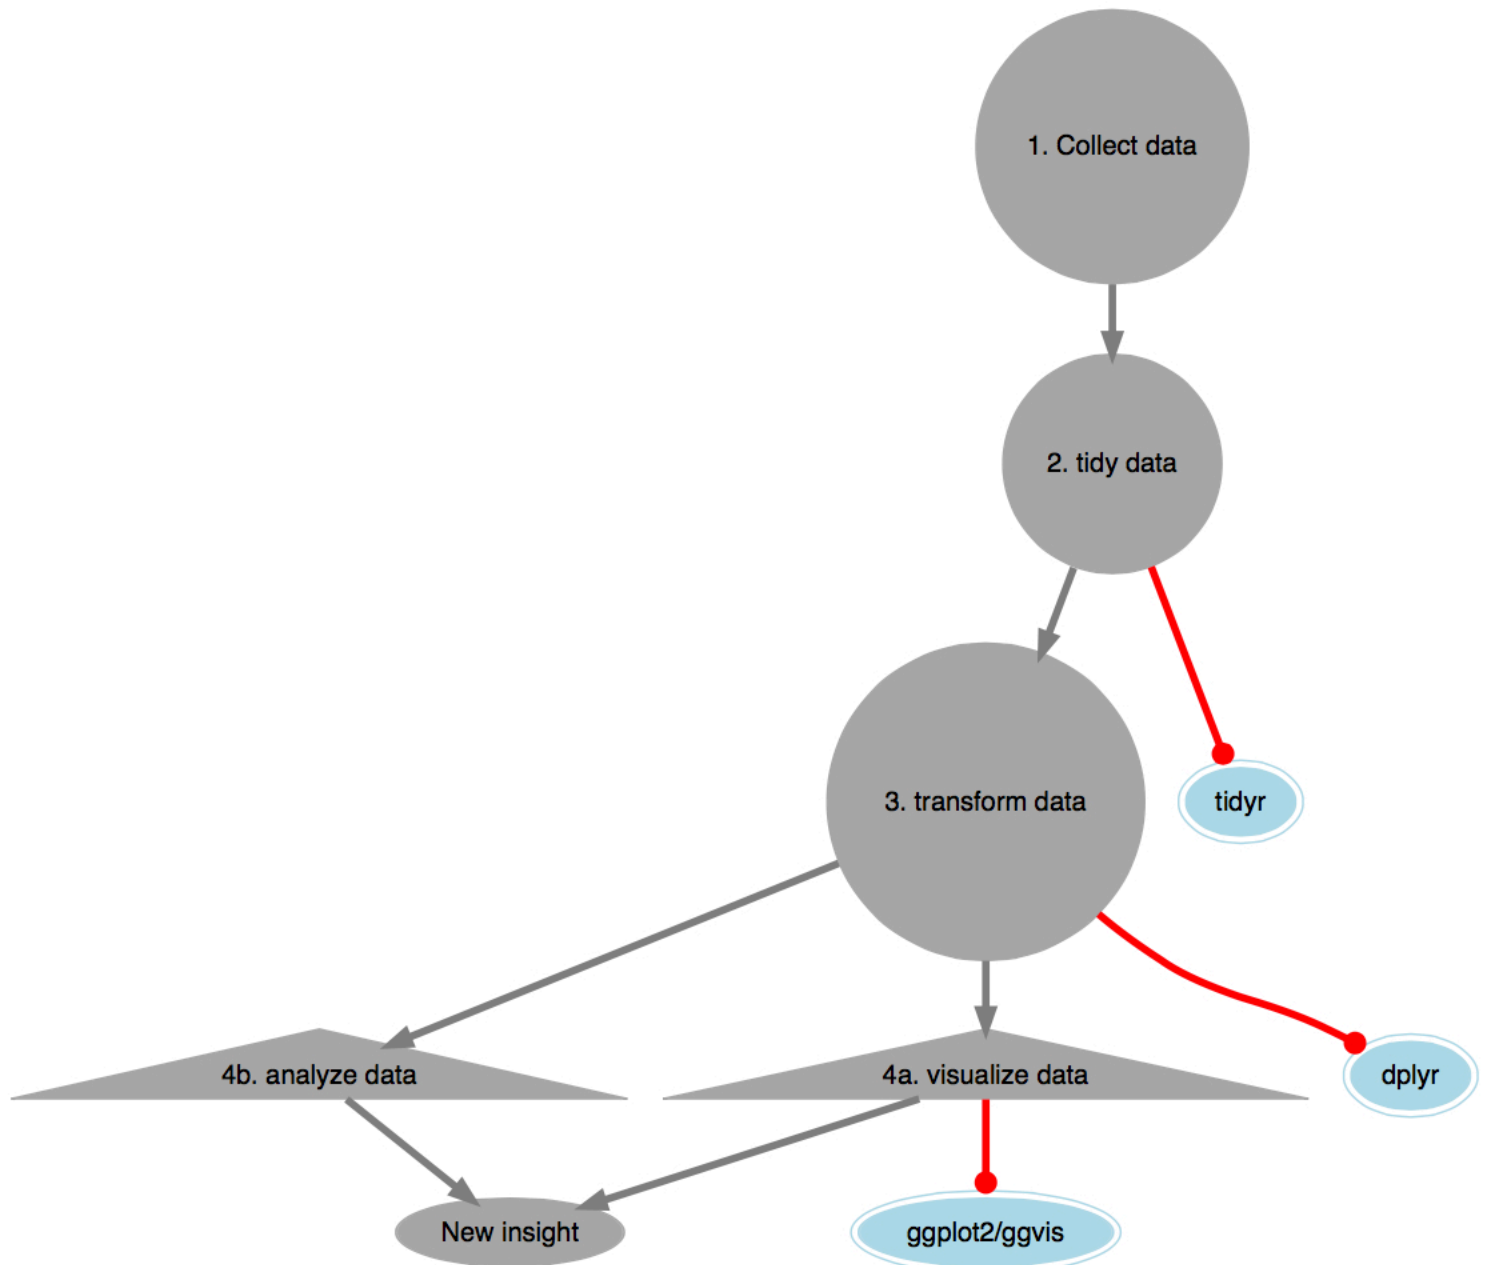 1. Collect data
2. tidy data
3. transform data
tidyr
4b. analyze data
4a. visualize data
dplyr
New insight
ggplot2/ggvis